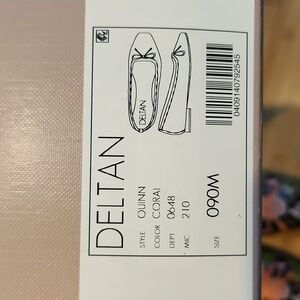 DELTAN
STYLE QUINN
COLOR CORAL
DEPT 0648
MIC 210
SIZE 090M
DELTAN
0409140792545